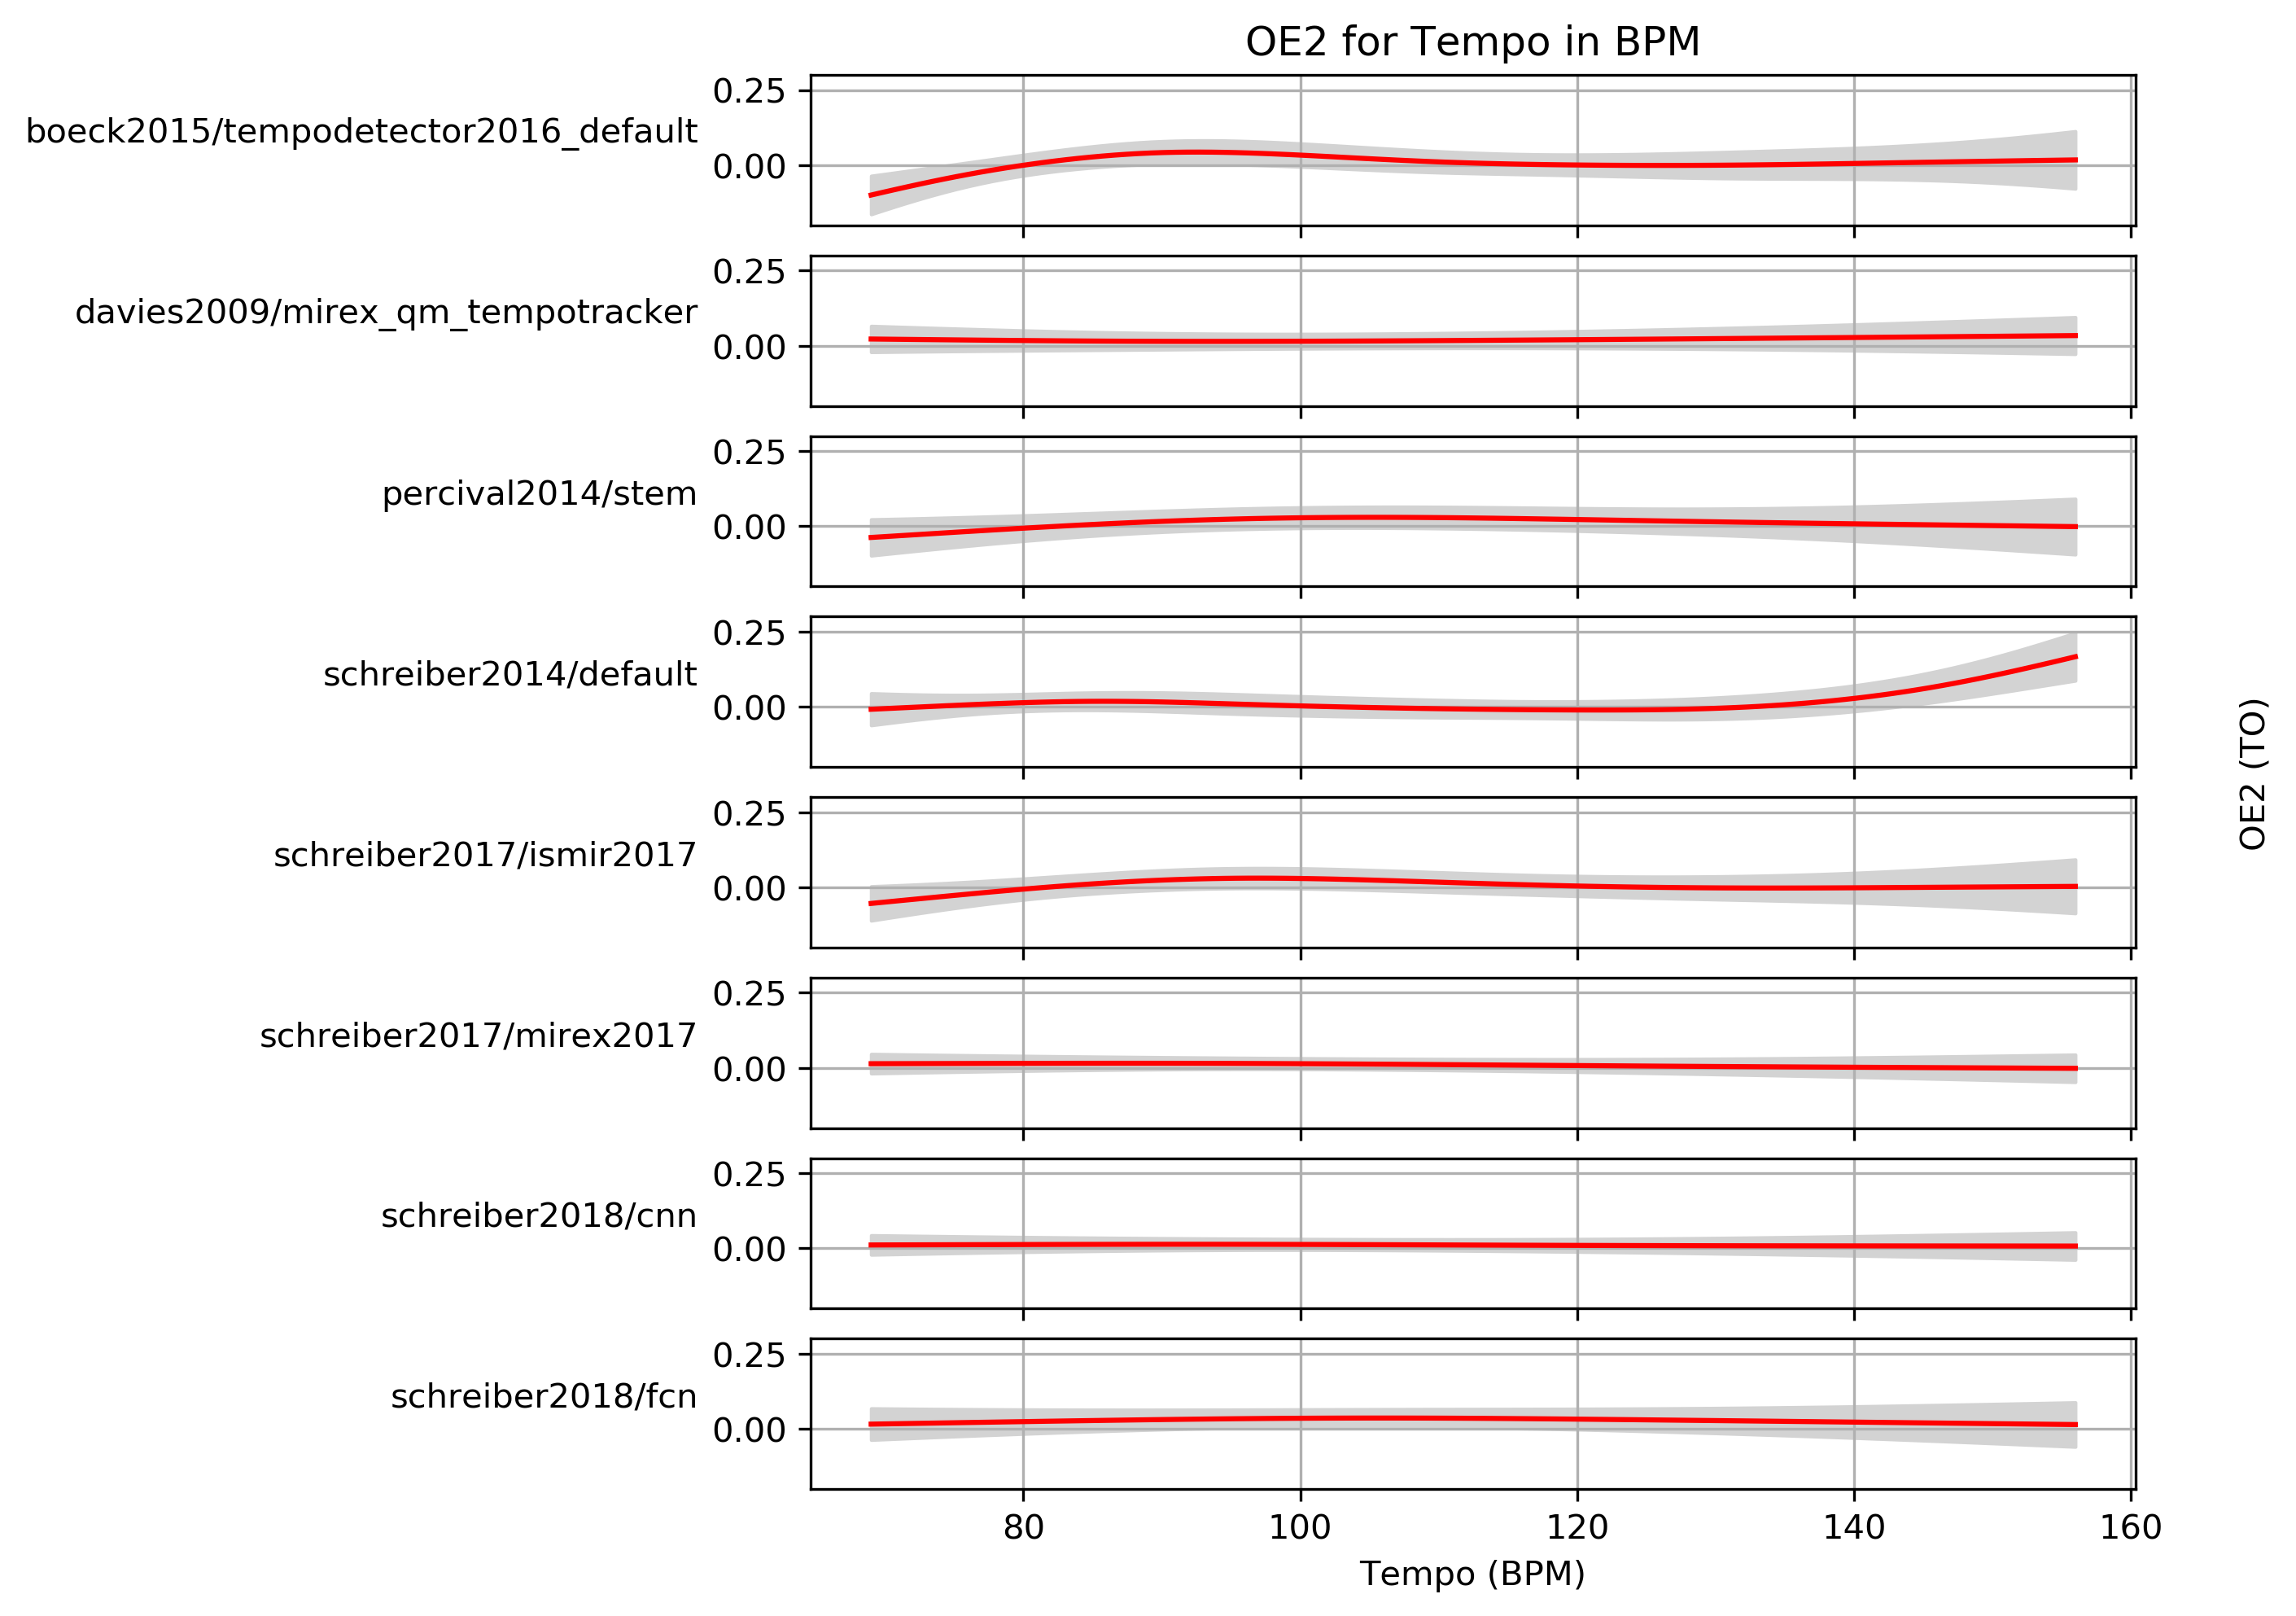 OE2 for Tempo in BPM
boeck2015/tempodetector2016_default
0.25
0.00
davies2009/mirex_qm_tempotracker
0.25
0.00
percival2014/stem
0.25
0.00
schreiber2014/default
0.25
0.00
schreiber2017/ismir2017
0.25
0.00
schreiber2017/mirex2017
0.25
0.00
schreiber2018/cnn
0.25
0.00
schreiber2018/fcn
0.25
0.00
80 100 120 140 160
Tempo (BPM)
OE2 (TO)